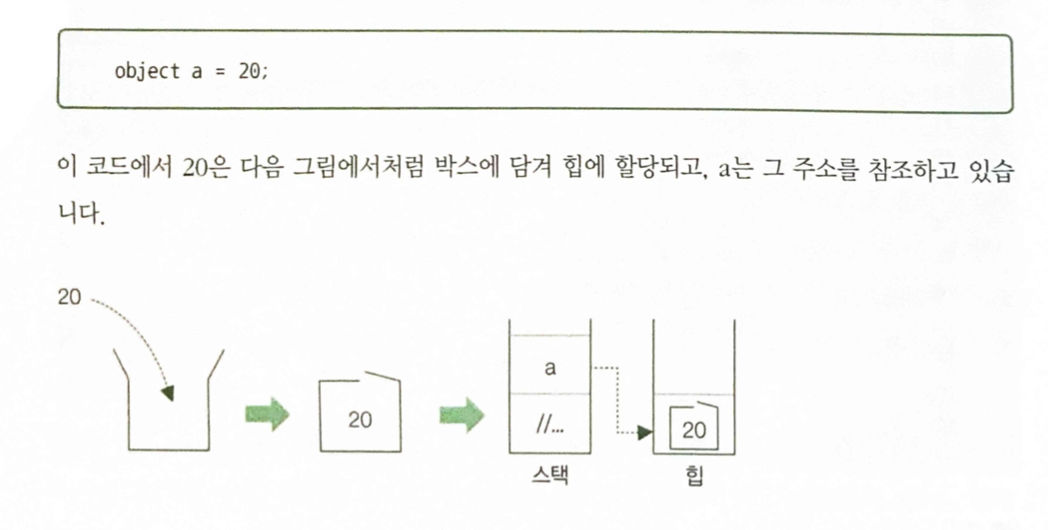 object a = 20;
이 코드에서 20은 다음 그림에서처럼 박스에 담겨 힙에 할당되고, a는 그 주소를 참조하고 있습
니다.
20
20
a
//...
20
스택
힙